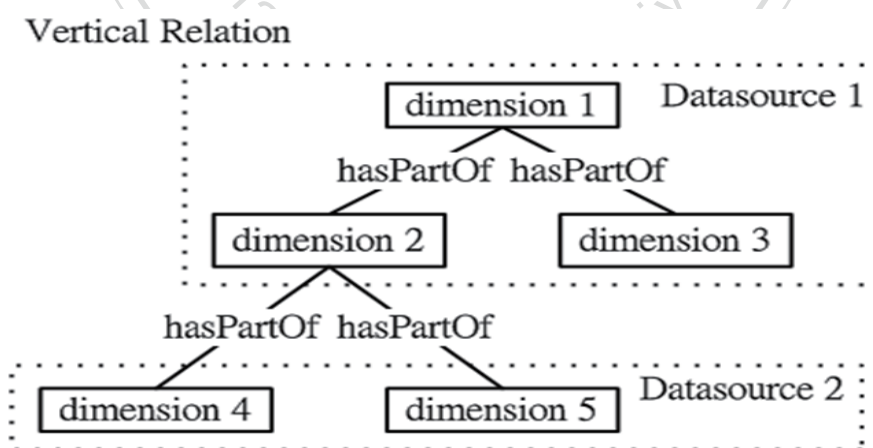 Vertical Relation
dimension 1
Datasource 1
hasPartOf hasPartOf
dimension 2
dimension 3
hasPartOf hasPartOf
Datasource 2
dimension 4
dimension 5